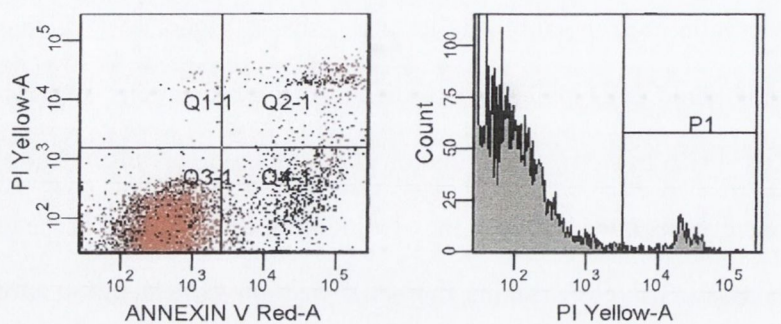 PI Yellow-A
10^5
10^4
10^3
10^2
Q1-1
Q2-1
Q3-1
Q4-1
10^2
10^3
10^4
10^5
ANNEXIN V Red-A
Count
100
75
50
25
0
P1
10^2
10^3
10^4
10^5
PI Yellow-A